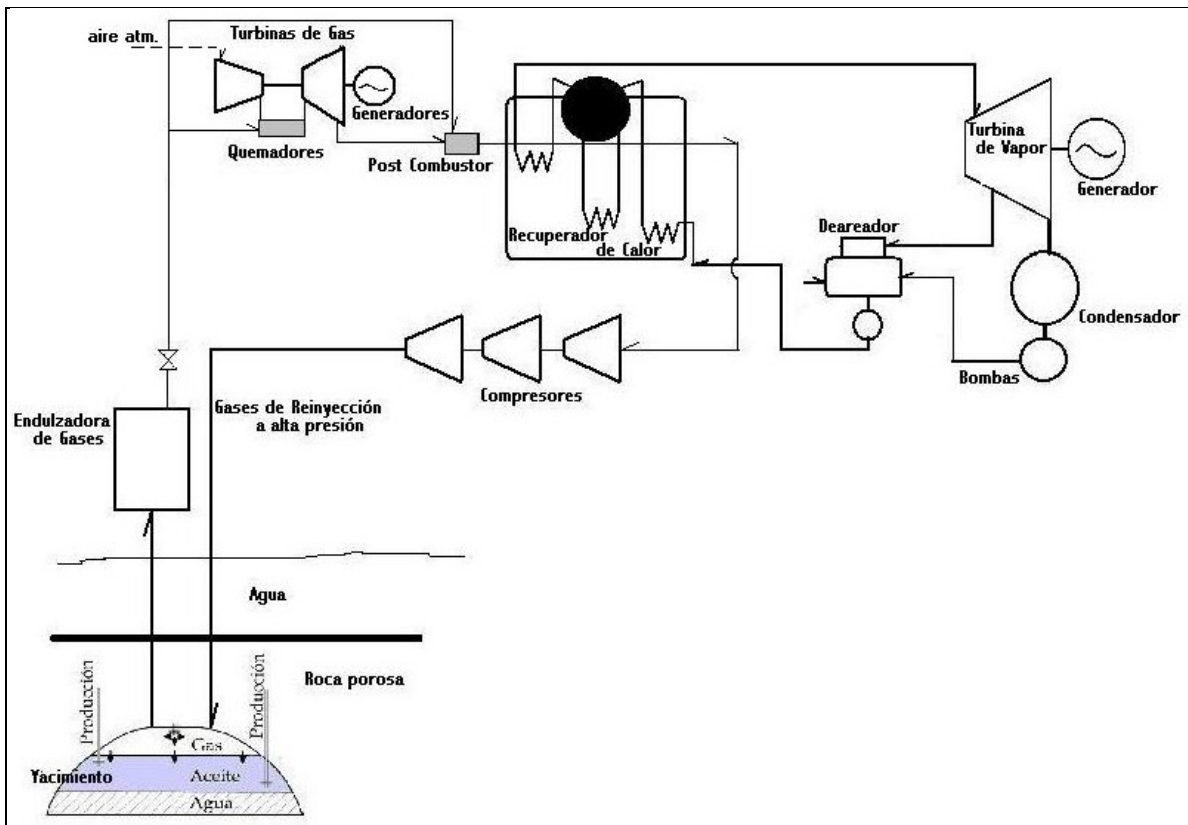 Turbinas de Gas
aire atm.
Generadores
Quemadores
Post Combustor
Recuperador
de Calor
Turbina
de Vapor
Generador
Deareador
Condensador
Bombas
Compresores
Gases de Reinyección
a alta presión
Endulzadora
de Gases
Agua
Roca porosa
Producción
Producción
Gas
Yacimiento
Aceite
Agua